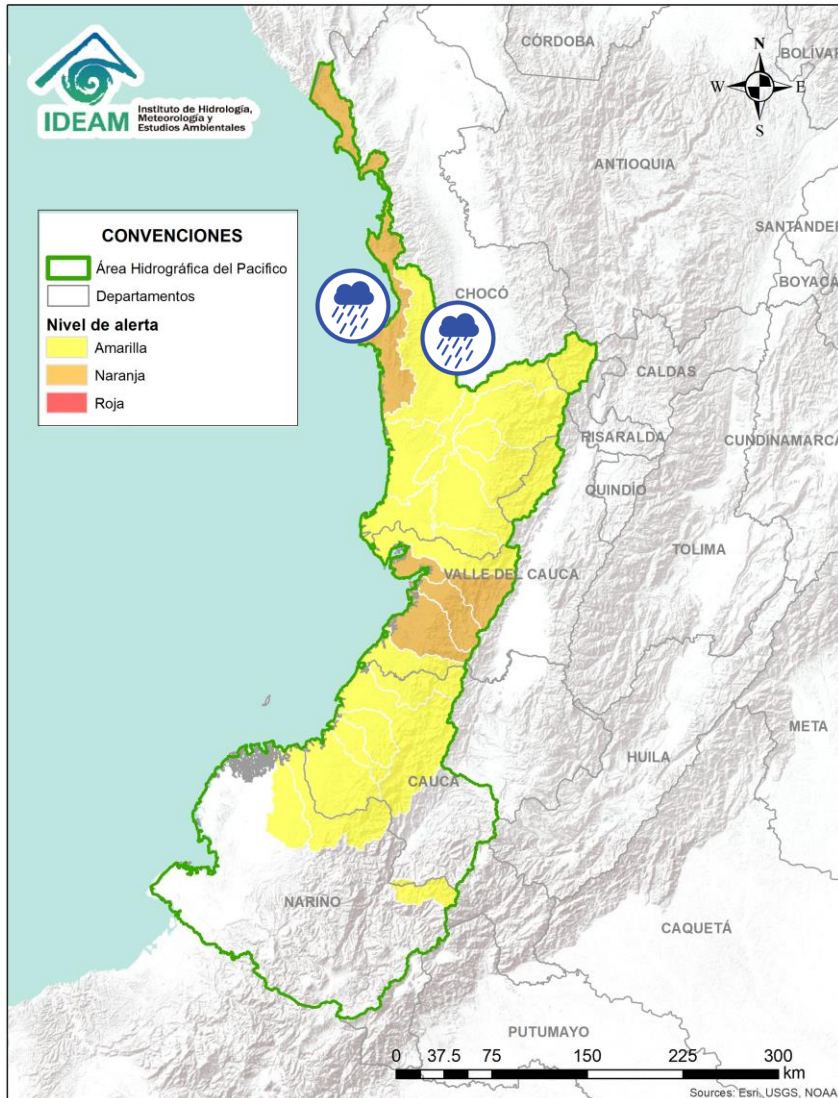 IDEAM
Instituto de Hidrología,
Meteorología y
Estudios Ambientales
CONVENCIONES
Área Hidrográfica del Pacifico
Departamentos
Nivel de alerta
Amarilla
Naranja
Roja
N
W
E
S
CÓRDOBA
BOLÍVAR
ANTIOQUIA
SANTANDER
BOYACÁ
CHOCÓ
CALDAS
RISARALDA
CUNDINAMARCA
QUINDÍO
TOLIMA
VALLE DEL CAUCA
META
HUILA
CAUCA
NARIÑO
CAQUETÁ
PUTUMAYO
0 37.5 75 150 225 300
km
Sources: Esri, USGS, NOAA